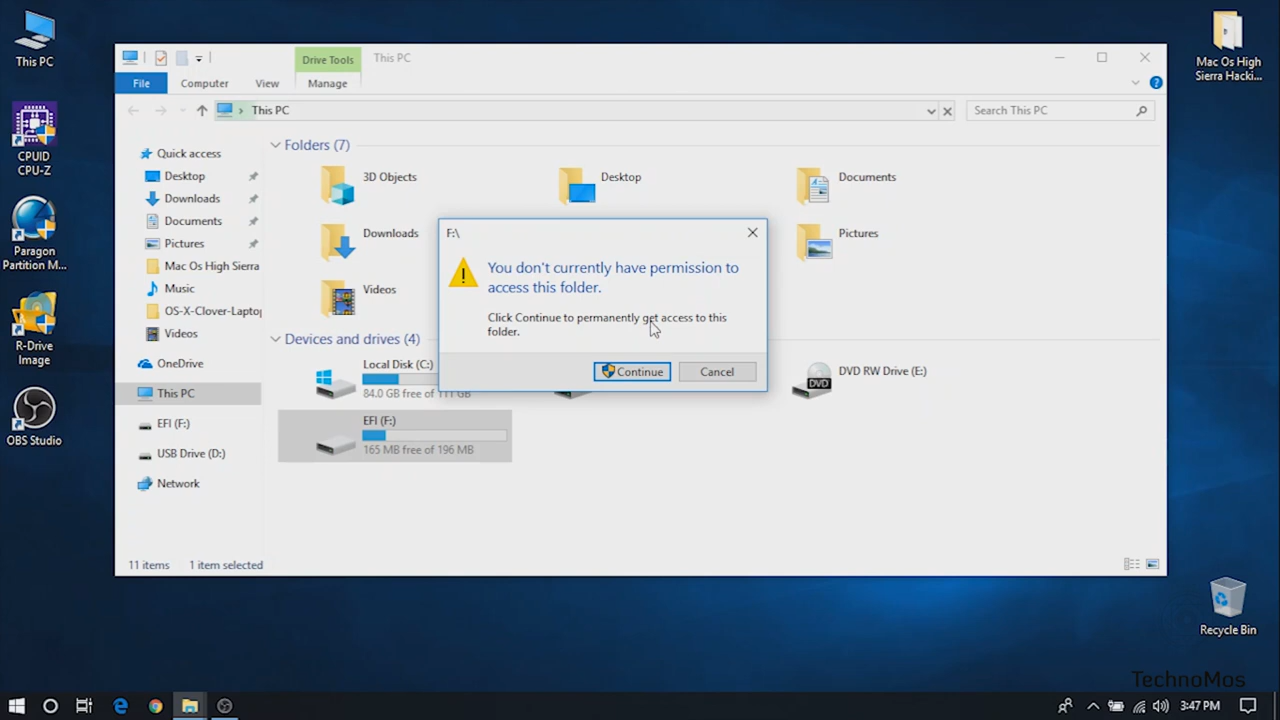 This PC
CPUID
CPU-Z
Paragon
Partition M...
R-Drive
Image
OBS Studio
Mac Os High
Sierra Hacki...
Recycle Bin
Drive Tools
This PC
File
Computer
View
Manage
This PC
Search This PC
Quick access
Desktop
Downloads
Documents
Pictures
Mac Os High Sierra
Music
OS-X-Clover-Laptop
Videos
OneDrive
This PC
EFI (F:)
USB Drive (D:)
Network
Folders (7)
3D Objects
Desktop
Documents
Downloads
Pictures
Videos
Devices and drives (4)
Local Disk (C:)
84.0 GB free of 111 GB
DVD RW Drive (E:)
DVD
EFI (F:)
165 MB free of 196 MB
F:\
You don't currently have permission to
access this folder.
Click Continue to permanently get access to this
folder.
Continue
Cancel
11 items
1 item selected
TechnoMos
3:47 PM